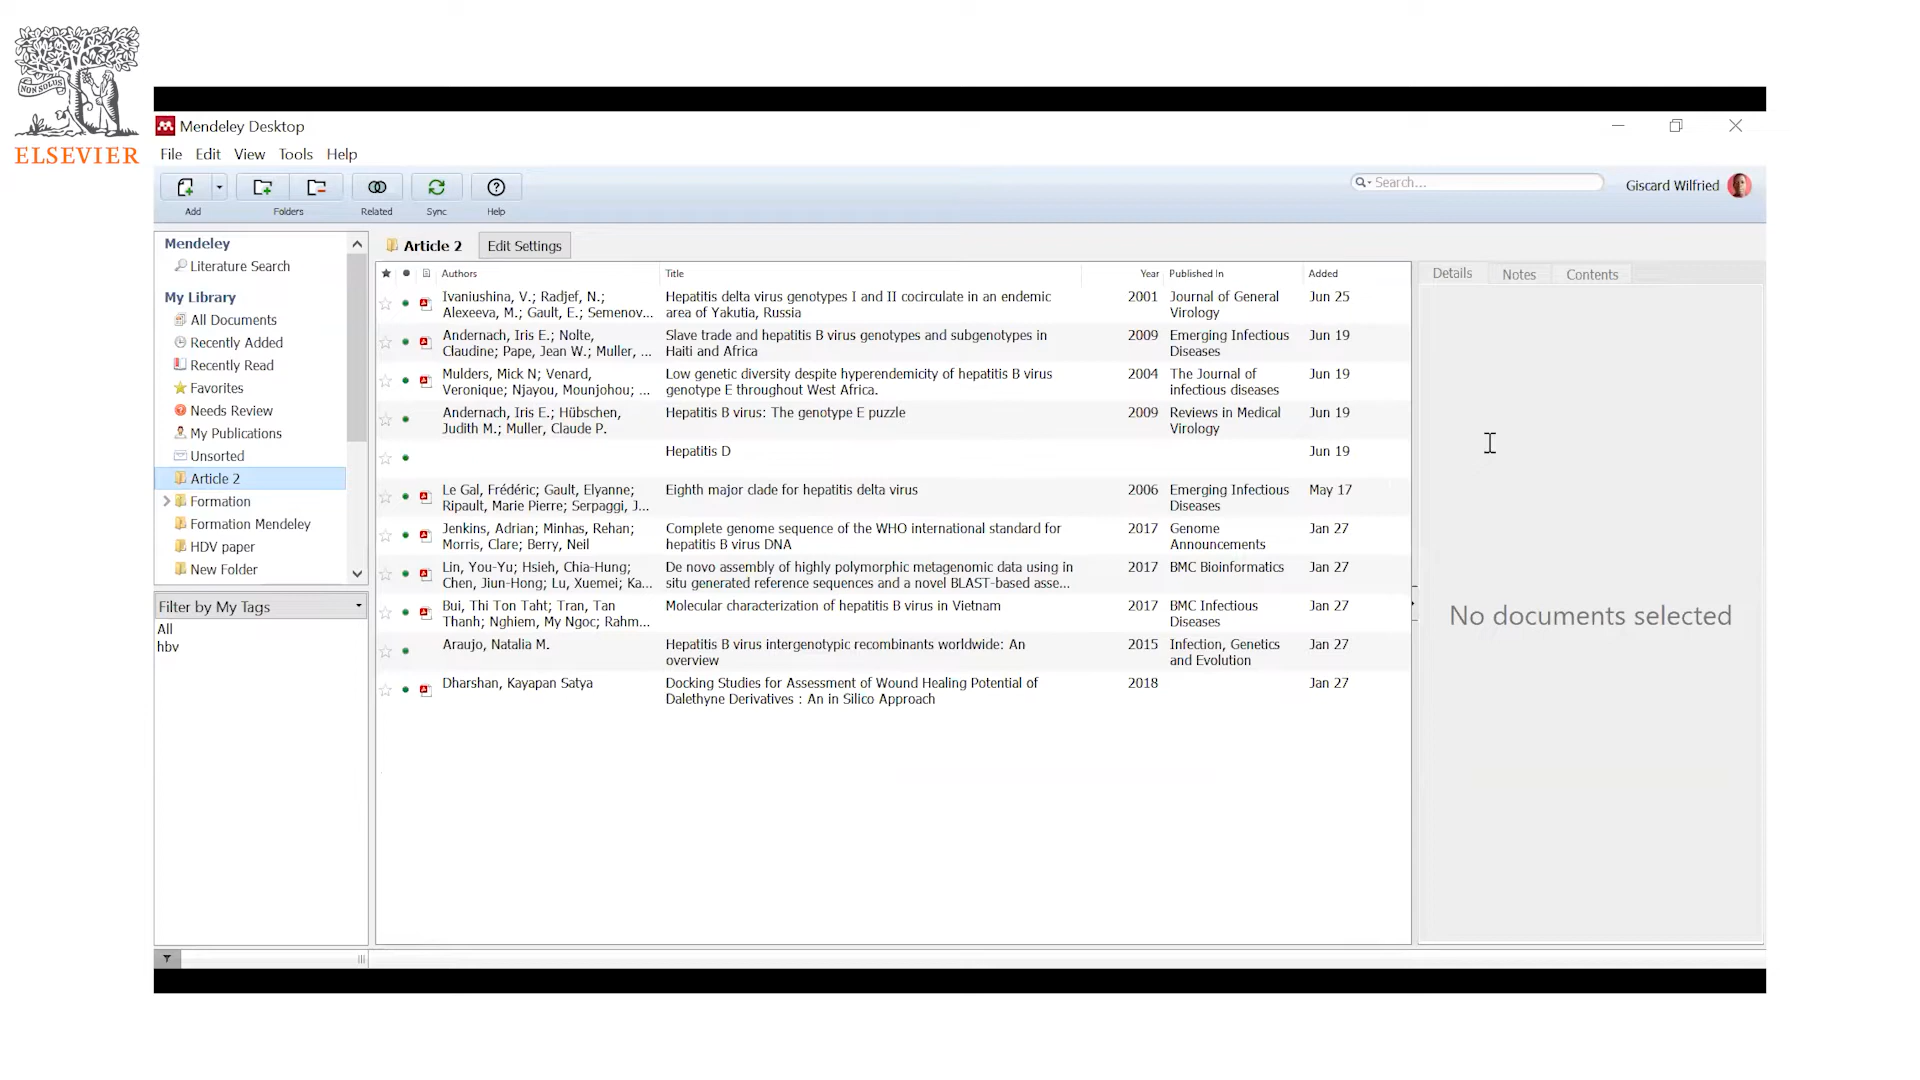 NON SOLUS
ELSEVIER
Mendeley Desktop
File Edit View Tools Help
Add Folders Related Sync Help
Search...
Giscard Wilfried
Mendeley
Literature Search
My Library
All Documents
Recently Added
Recently Read
Favorites
Needs Review
My Publications
Unsorted
Article 2
Formation
Formation Mendeley
HDV paper
New Folder
Filter by My Tags
All
hbv
Article 2 Edit Settings
Authors Title Year Published In Added
Ivaniushina, V.; Radjef, N.; Hepatitis delta virus genotypes I and II cocirculate in an endemic 2001 Journal of General Jun 25
Alexeeva, M.; Gault, E.; Semenov... area of Yakutia, Russia Virology
Andernach, Iris E.; Nolte, Slave trade and hepatitis B virus genotypes and subgenotypes in 2009 Emerging Infectious Jun 19
Claudine; Pape, Jean W.; Muller, ... Haiti and Africa Diseases
Mulders, Mick N; Venard, Low genetic diversity despite hyperendemicity of hepatitis B virus 2004 The Journal of Jun 19
Veronique; Njayou, Mounjohou; ... genotype E throughout West Africa. infectious diseases
Andernach, Iris E.; Hübschen, Hepatitis B virus: The genotype E puzzle 2009 Reviews in Medical Jun 19
Judith M.; Muller, Claude P. Virology
Hepatitis D Jun 19
Le Gal, Frédéric; Gault, Elyanne; Eighth major clade for hepatitis delta virus 2006 Emerging Infectious May 17
Ripault, Marie Pierre; Serpaggi, J... Diseases
Jenkins, Adrian; Minhas, Rehan; Complete genome sequence of the WHO international standard for 2017 Genome Jan 27
Morris, Clare; Berry, Neil hepatitis B virus DNA Announcements
Lin, You-Yu; Hsieh, Chia-Hung; De novo assembly of highly polymorphic metagenomic data using in 2017 BMC Bioinformatics Jan 27
Chen, Jiun-Hong; Lu, Xuemei; Ka... situ generated reference sequences and a novel BLAST-based asse...
Bui, Thi Ton Taht; Tran, Tan Molecular characterization of hepatitis B virus in Vietnam 2017 BMC Infectious Jan 27
Thanh; Nghiem, My Ngoc; Rahm... Diseases
Araujo, Natalia M. Hepatitis B virus intergenotypic recombinants worldwide: An 2015 Infection, Genetics Jan 27
overview and Evolution
Dharshan, Kayapan Satya Docking Studies for Assessment of Wound Healing Potential of 2018 Jan 27
Dalethyne Derivatives : An in Silico Approach
Details Notes Contents
No documents selected